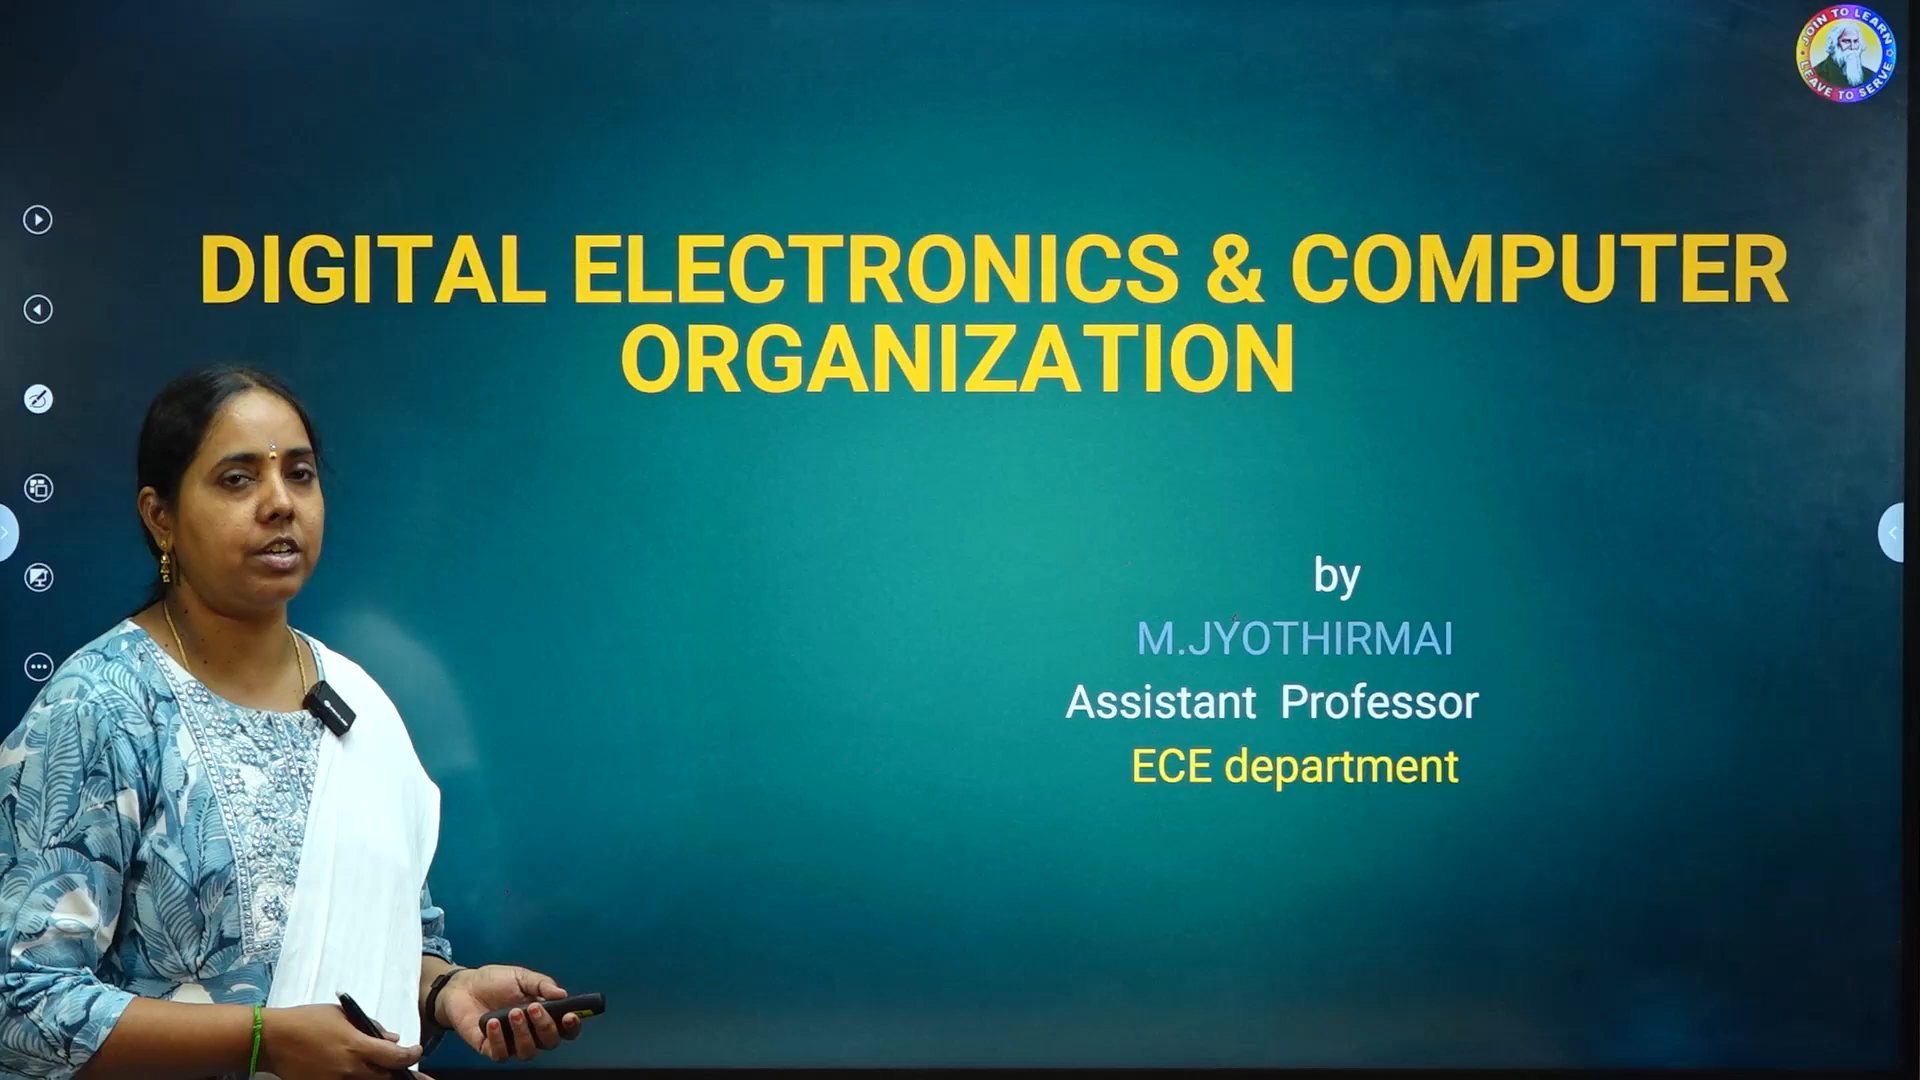 JOIN TO LEARN
LEAVE TO SERVE
DIGITAL ELECTRONICS & COMPUTER
ORGANIZATION
by
M.JYOTHIRMAI
Assistant Professor
ECE department